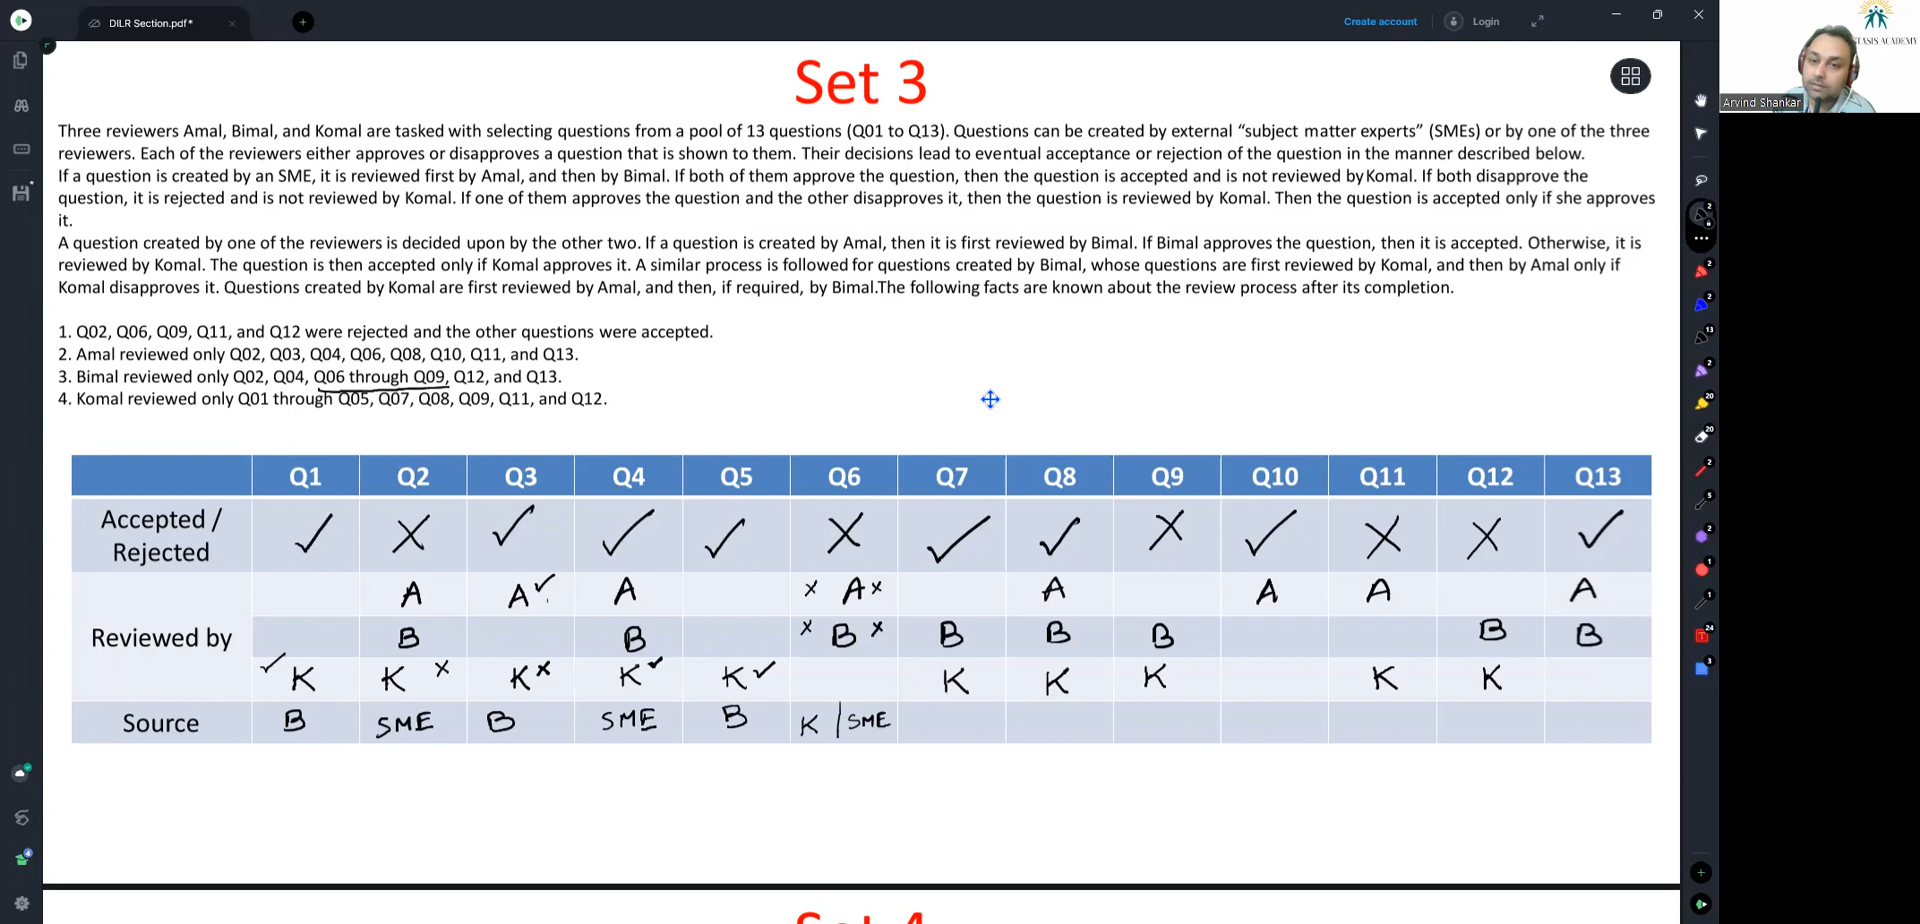 DILR Section.pdf*
Create account
Login
STASIS ACADEMY
Arvind Shankar
Set 3
Three reviewers Amal, Bimal, and Komal are tasked with selecting questions from a pool of 13 questions (Q01 to Q13). Questions can be created by external “subject matter experts” (SMEs) or by one of the three
reviewers. Each of the reviewers either approves or disapproves a question that is shown to them. Their decisions lead to eventual acceptance or rejection of the question in the manner described below.
If a question is created by an SME, it is reviewed first by Amal, and then by Bimal. If both of them approve the question, then the question is accepted and is not reviewed by Komal. If both disapprove the
question, it is rejected and is not reviewed by Komal. If one of them approves the question and the other disapproves it, then the question is reviewed by Komal. Then the question is accepted only if she approves
it.
A question created by one of the reviewers is decided upon by the other two. If a question is created by Amal, then it is first reviewed by Bimal. If Bimal approves the question, then it is accepted. Otherwise, it is
reviewed by Komal. The question is then accepted only if Komal approves it. A similar process is followed for questions created by Bimal, whose questions are first reviewed by Komal, and then by Amal only if
Komal disapproves it. Questions created by Komal are first reviewed by Amal, and then, if required, by Bimal.The following facts are known about the review process after its completion.
1. Q02, Q06, Q09, Q11, and Q12 were rejected and the other questions were accepted.
2. Amal reviewed only Q02, Q03, Q04, Q06, Q08, Q10, Q11, and Q13.
3. Bimal reviewed only Q02, Q04, Q06 through Q09, Q12, and Q13.
4. Komal reviewed only Q01 through Q05, Q07, Q08, Q09, Q11, and Q12.
Q1 Q2 Q3 Q4 Q5 Q6 Q7 Q8 Q9 Q10 Q11 Q12 Q13
Accepted / Rejected ✓ ✗ ✓ ✓ ✓ ✗ ✓ ✓ ✗ ✓ ✗ ✗ ✓
A A✓ A ×A× A A A A
Reviewed by B B ×B× B B B B B
✓K K× K× K✓ K✓ K K K K K
Source B SME B SME B K / SME
Set 4